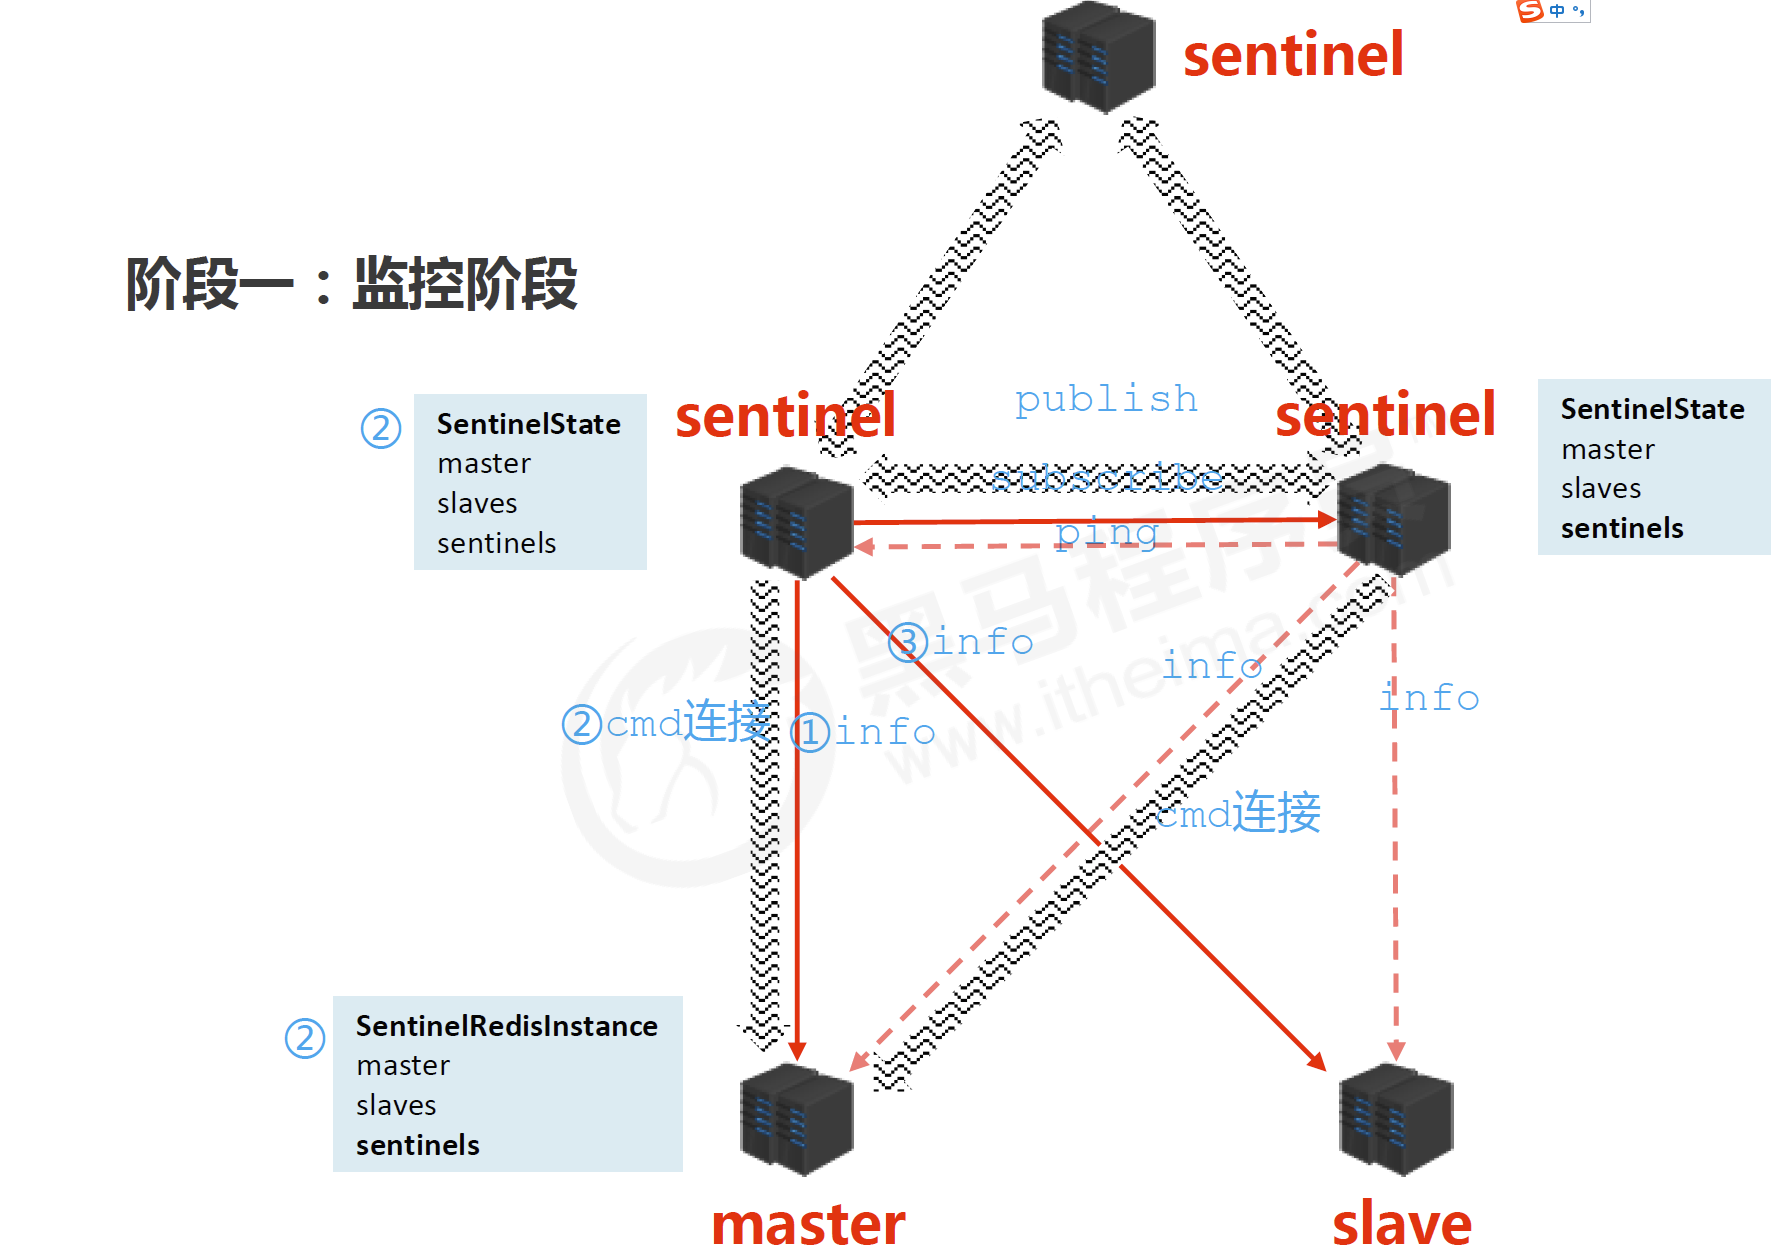 中 °,
sentinel
阶段一：监控阶段
sentinel
publish
sentinel
②
SentinelState
master
slaves
sentinels
SentinelState
master
slaves
sentinels
subscribe
ping
③info
info
info
②cmd连接
①info
cmd连接
黑马程序员
www.itheima.com
②
SentinelRedisInstance
master
slaves
sentinels
master
slave